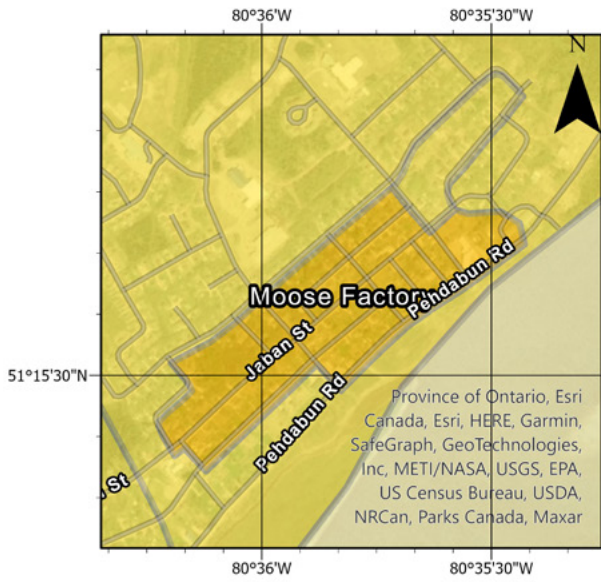 80°36'W
80°35'30"W
N
Moose Factory
Pehdabun Rd
Jaban St
51°15'30"N
Pehdabun Rd
St
Province of Ontario, Esri
Canada, Esri, HERE, Garmin,
SafeGraph, GeoTechnologies,
Inc, METI/NASA, USGS, EPA,
US Census Bureau, USDA,
NRCan, Parks Canada, Maxar
80°36'W
80°35'30"W